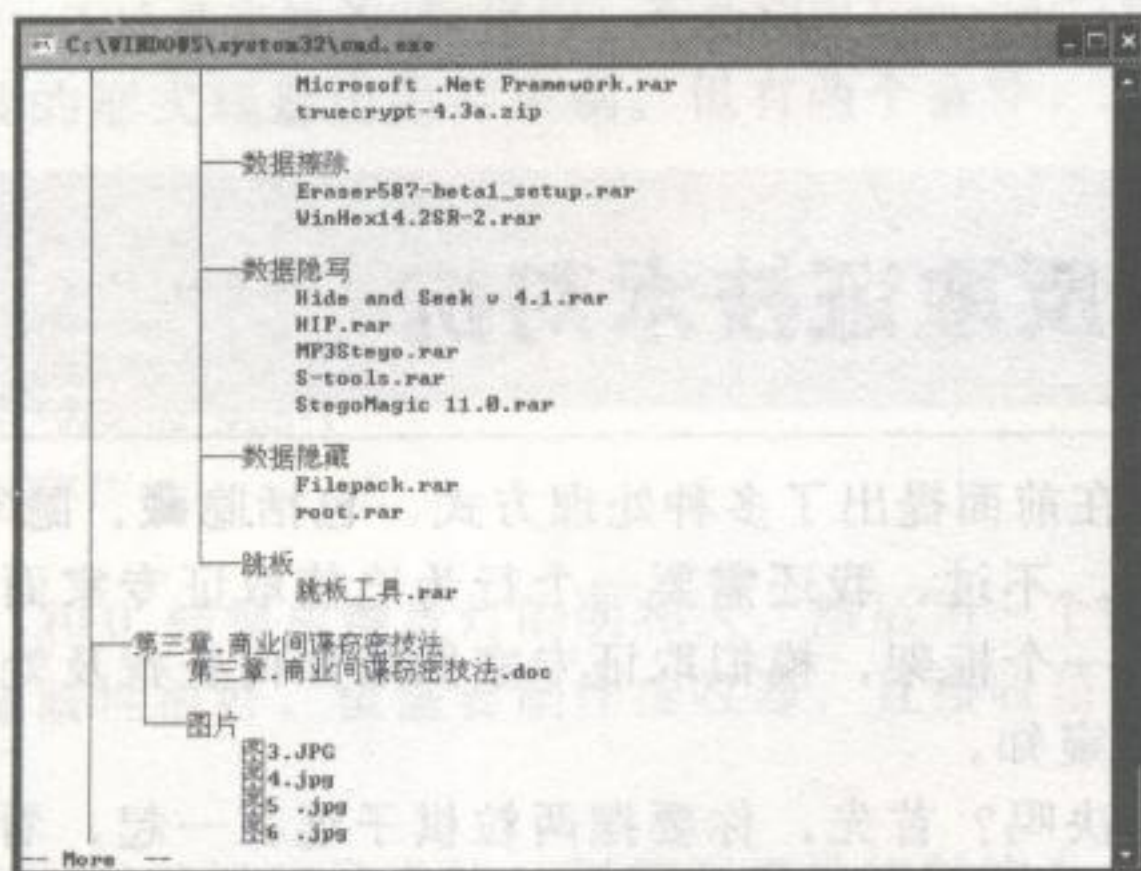 C:\WINDOWS\system32\cmd.exe
Microsoft .Net Framework.rar
truecrypt-4.3a.zip
数据擦除
Eraser587-beta1_setup.rar
WinHex14.2SR-2.rar
数据隐写
Hide and Seek v 4.1.rar
HIP.rar
MP3Stego.rar
S-tools.rar
StegoMagic 11.0.rar
数据隐藏
Filepack.rar
root.rar
跳板
跳板工具.rar
第三章.商业间谍窃密技法
第三章.商业间谍窃密技法.doc
图片
图3.JPG
图4.jpg
图5 .jpg
图6 .jpg
-- More --